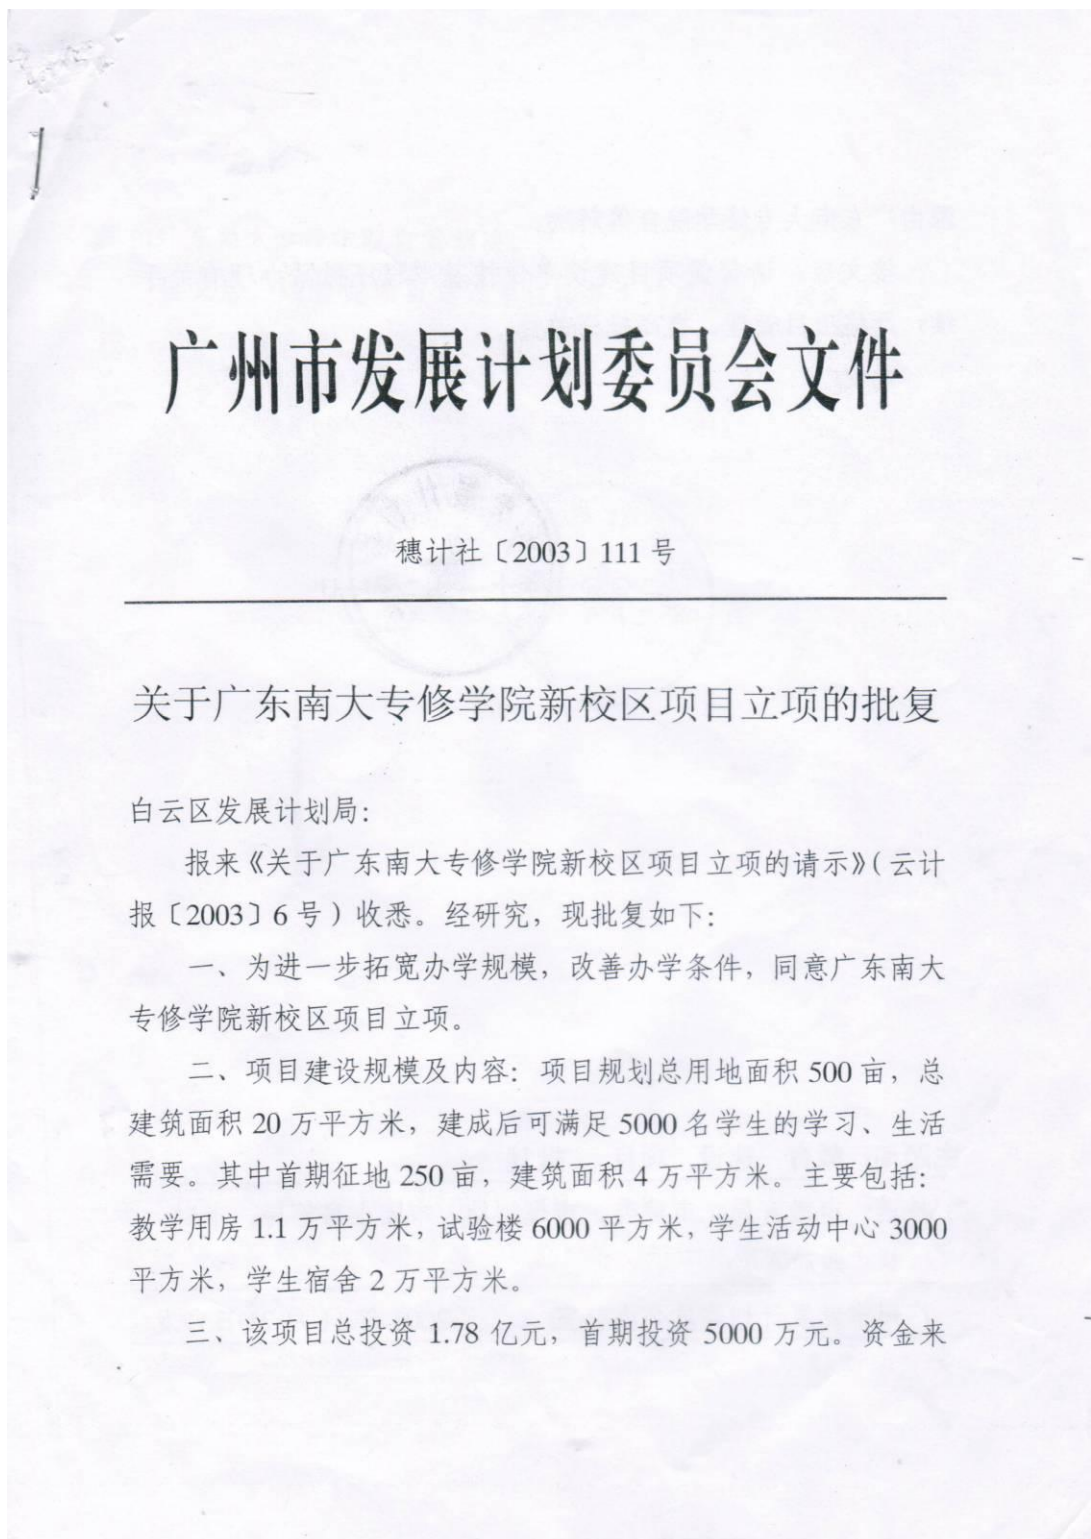 广州市发展计划委员会文件
穗计社〔2003〕111号
关于广东南大专修学院新校区项目立项的批复
白云区发展计划局：
报来《关于广东南大专修学院新校区项目立项的请示》（云计
报〔2003〕6号）收悉。经研究，现批复如下：
一、为进一步拓宽办学规模，改善办学条件，同意广东南大
专修学院新校区项目立项。
二、项目建设规模及内容：项目规划总用地面积500亩，总
建筑面积20万平方米，建成后可满足5000名学生的学习、生活
需要。其中首期征地250亩，建筑面积4万平方米。主要包括：
教学用房1.1万平方米，试验楼6000平方米，学生活动中心3000
平方米，学生宿舍2万平方米。
三、该项目总投资1.78亿元，首期投资5000万元。资金来